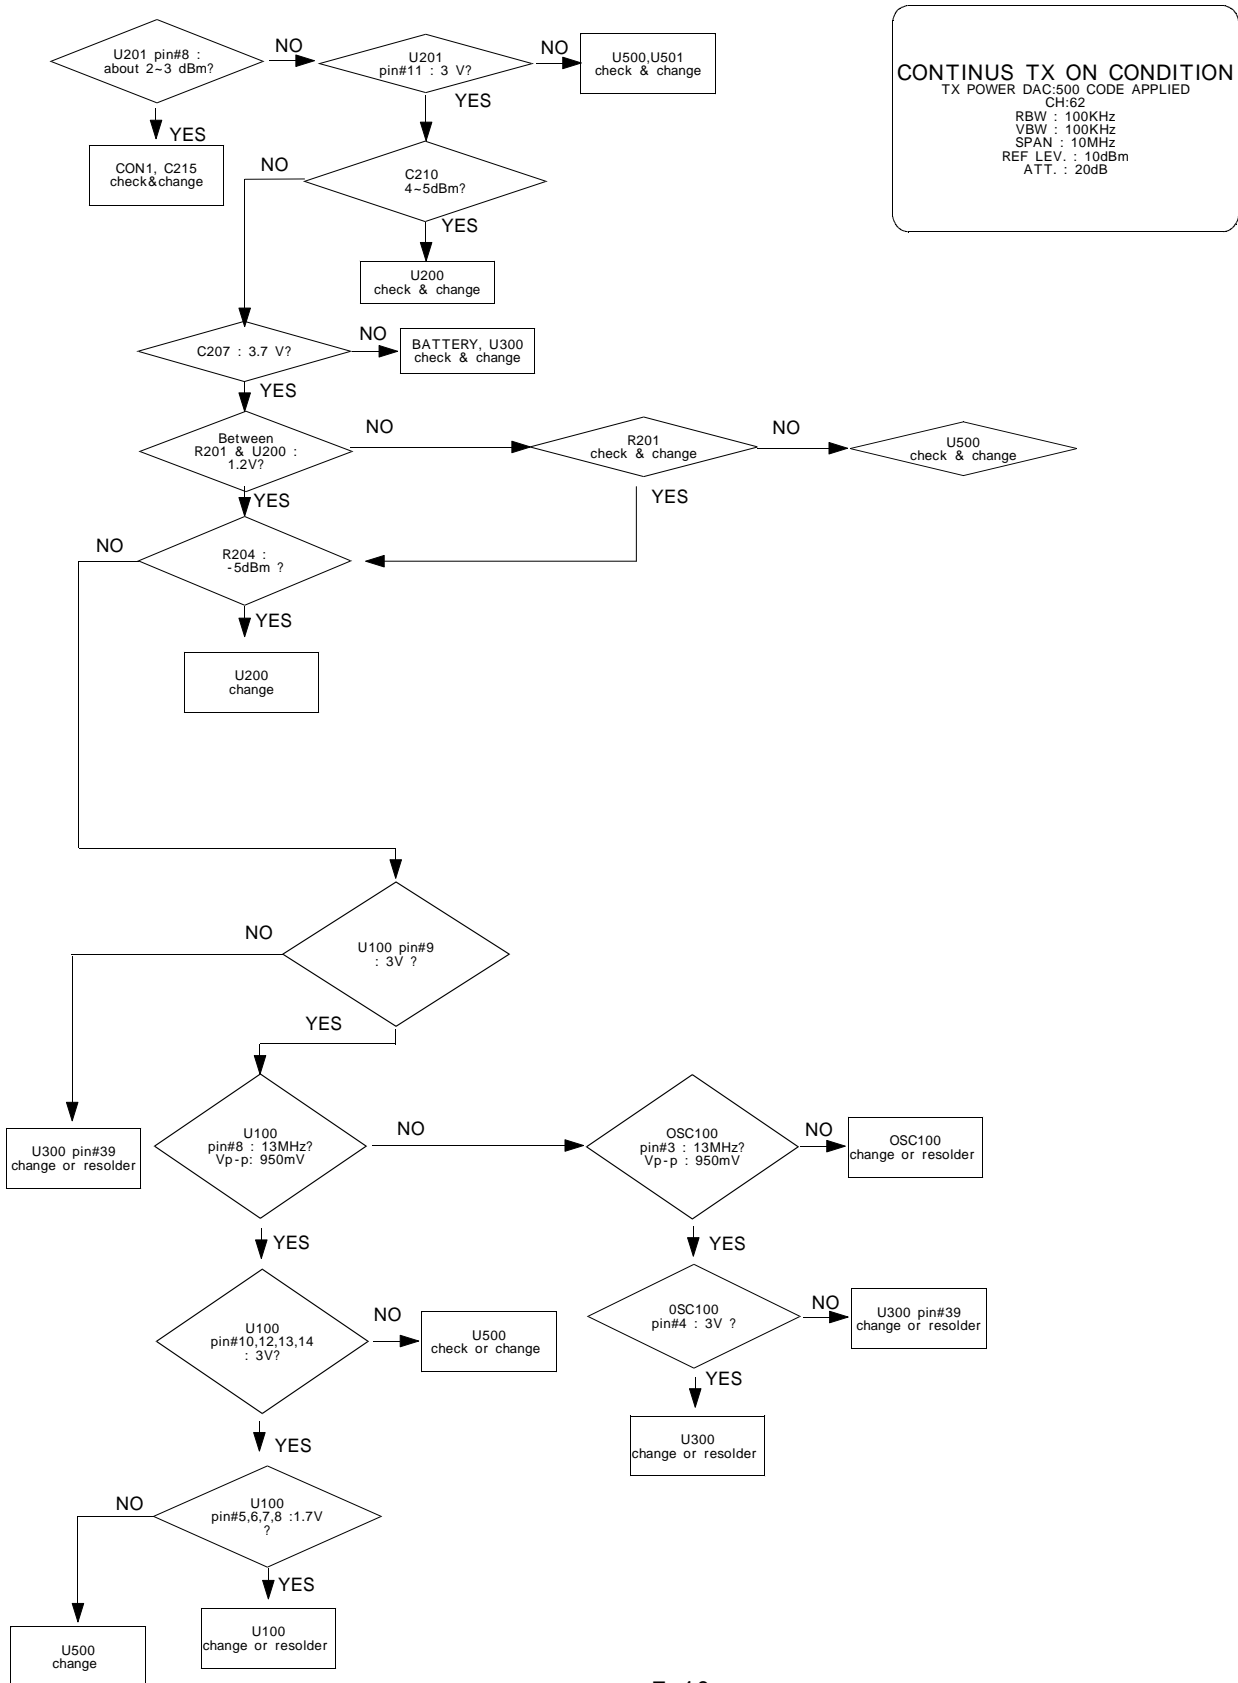 U201 pin#8 :
about 2~3 dBm?
NO
U201
pin#11 : 3 V?
NO
U500,U501
check & change
CONTINUS TX ON CONDITION
TX POWER DAC:500 CODE APPLIED
CH:62
RBW : 100KHz
VBW : 100KHz
SPAN : 10MHz
REF LEV. : 10dBm
ATT. : 20dB
YES
YES
CON1, C215
check&change
NO
C210
4~5dBm?
YES
U200
check & change
C207 : 3.7 V?
NO
BATTERY, U300
check & change
YES
Between
R201 & U200 :
1.2V?
NO
R201
check & change
NO
U500
check & change
YES
YES
NO
R204 :
-5dBm ?
YES
U200
change
NO
U100 pin#9
: 3V ?
YES
U300 pin#39
change or resolder
U100
pin#8 : 13MHz?
Vp-p: 950mV
NO
OSC100
pin#3 : 13MHz?
Vp-p : 950mV
NO
OSC100
change or resolder
YES
YES
U100
pin#10,12,13,14
: 3V?
NO
U500
check or change
0SC100
pin#4 : 3V ?
NO
U300 pin#39
change or resolder
YES
YES
U300
change or resolder
NO
U100
pin#5,6,7,8 :1.7V
?
YES
U500
change
U100
change or resolder